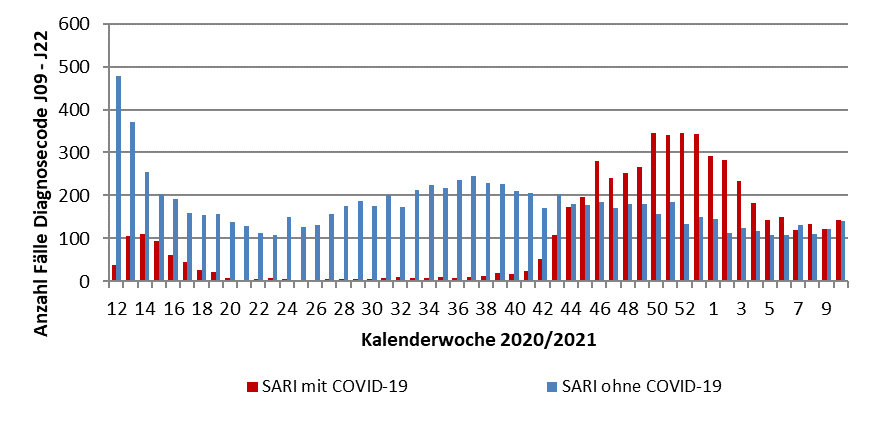 Anzahl Fälle Diagnosecode J09 - J22
600
500
400
300
200
100
0
12 14 16 18 20 22 24 26 28 30 32 34 36 38 40 42 44 46 48 50 52 1 3 5 7 9
Kalenderwoche 2020/2021
SARI mit COVID-19 SARI ohne COVID-19